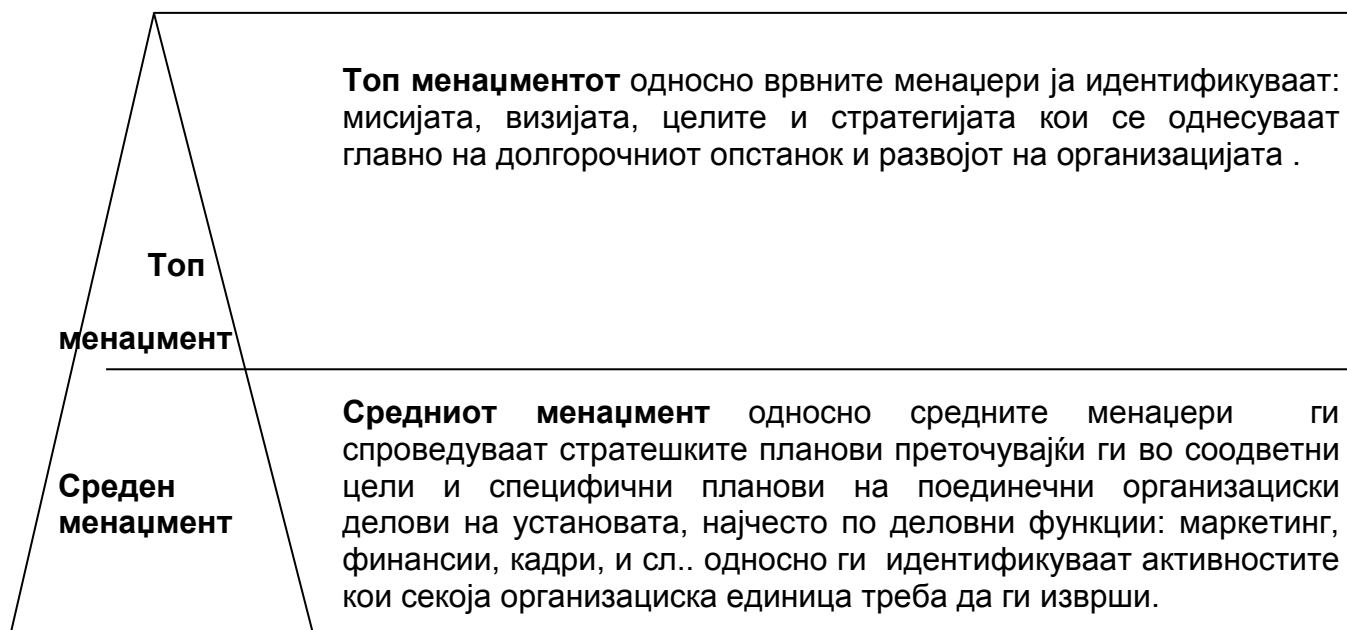 Топ менаџментот односно врвните менаџери ја идентификуваат:
мисијата, визијата, целите и стратегијата кои се однесуваат
главно на долгорочниот опстанок и развојот на организацијата .
Топ
менаџмент
Средниот менаџмент односно средните менаџери ги
спроведуваат стратешките планови преточувајќи ги во соодветни
цели и специфични планови на поединечни организациски
делови на установата, најчесто по деловни функции: маркетинг,
финансии, кадри, и сл.. односно ги идентификуваат активностите
кои секоја организациска единица треба да ги изврши.
Среден
менаџмент